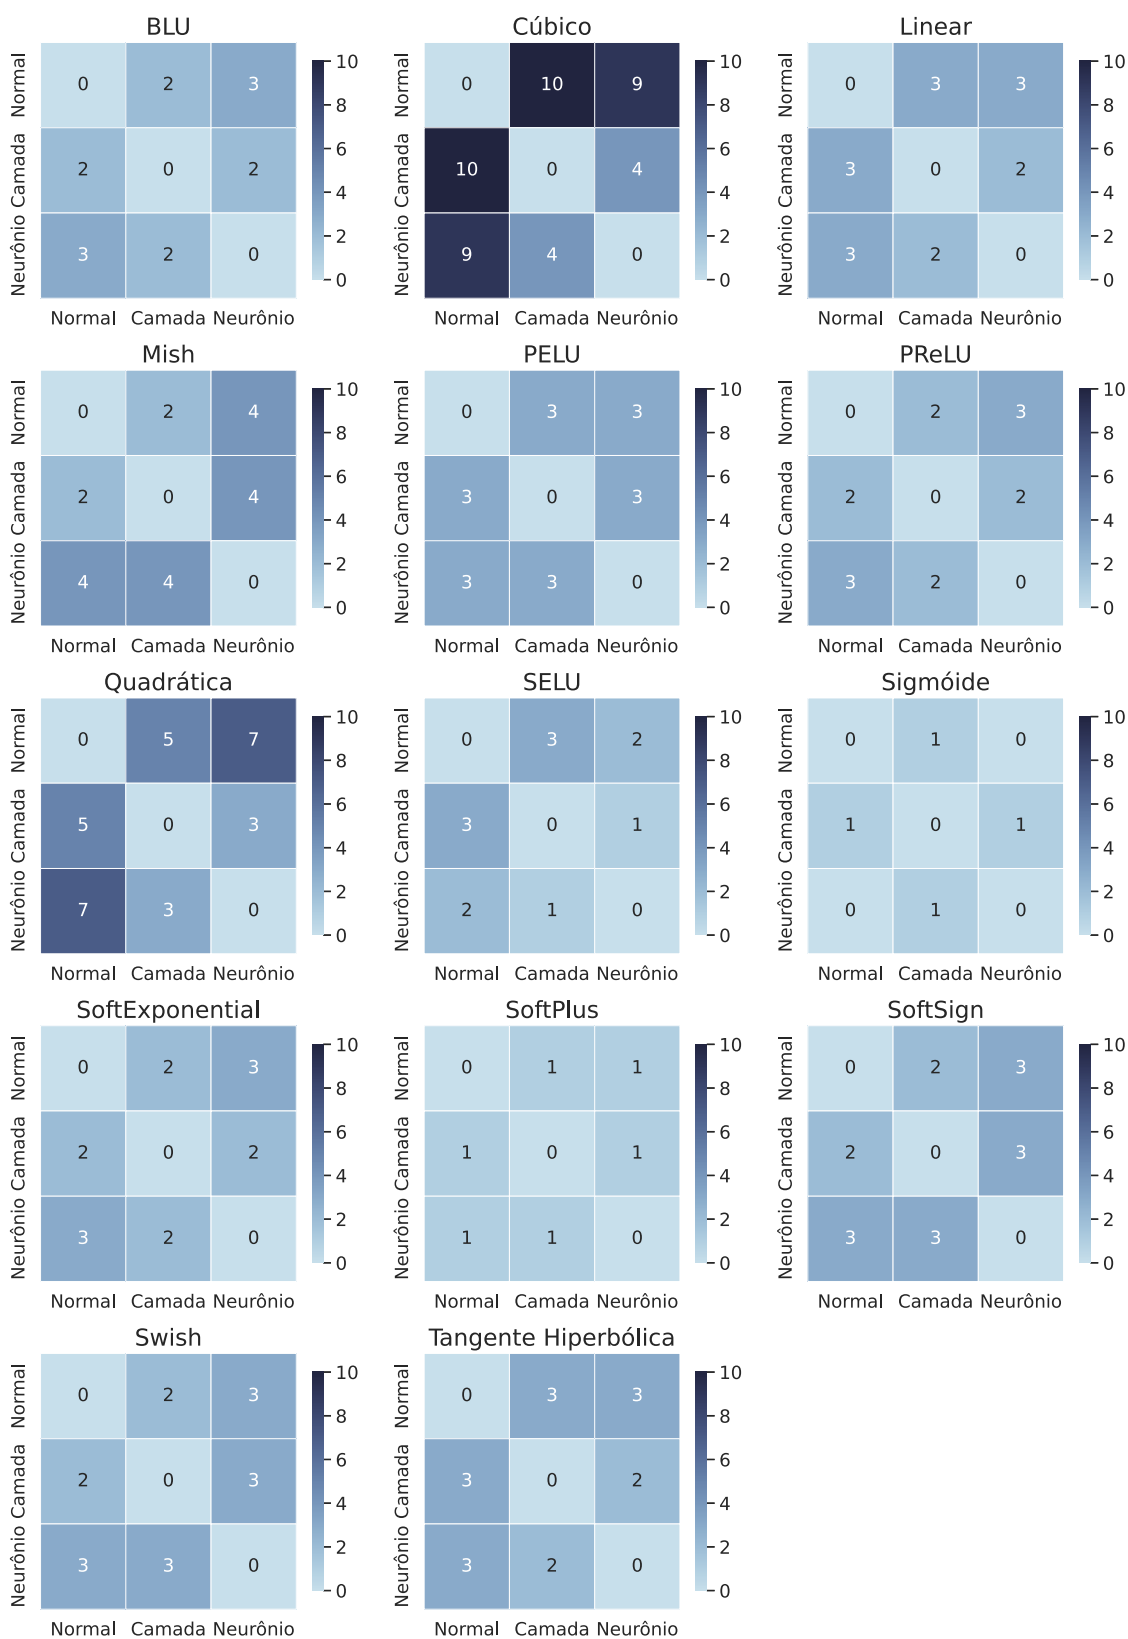 BLU
Normal 0 2 3
Camada 2 0 2
Neurônio 3 2 0
Normal Camada Neurônio
10
8
6
4
2
0
Cúbico
Normal 0 10 9
Camada 10 0 4
Neurônio 9 4 0
Normal Camada Neurônio
10
8
6
4
2
0
Linear
Normal 0 3 3
Camada 3 0 2
Neurônio 3 2 0
Normal Camada Neurônio
10
8
6
4
2
0
Mish
Normal 0 2 4
Camada 2 0 4
Neurônio 4 4 0
Normal Camada Neurônio
10
8
6
4
2
0
PELU
Normal 0 3 3
Camada 3 0 3
Neurônio 3 3 0
Normal Camada Neurônio
10
8
6
4
2
0
PReLU
Normal 0 2 3
Camada 2 0 2
Neurônio 3 2 0
Normal Camada Neurônio
10
8
6
4
2
0
Quadrática
Normal 0 5 7
Camada 5 0 3
Neurônio 7 3 0
Normal Camada Neurônio
10
8
6
4
2
0
SELU
Normal 0 3 2
Camada 3 0 1
Neurônio 2 1 0
Normal Camada Neurônio
10
8
6
4
2
0
Sigmóide
Normal 0 1 0
Camada 1 0 1
Neurônio 0 1 0
Normal Camada Neurônio
10
8
6
4
2
0
SoftExponential
Normal 0 2 3
Camada 2 0 2
Neurônio 3 2 0
Normal Camada Neurônio
10
8
6
4
2
0
SoftPlus
Normal 0 1 1
Camada 1 0 1
Neurônio 1 1 0
Normal Camada Neurônio
10
8
6
4
2
0
SoftSign
Normal 0 2 3
Camada 2 0 3
Neurônio 3 3 0
Normal Camada Neurônio
10
8
6
4
2
0
Swish
Normal 0 2 3
Camada 2 0 3
Neurônio 3 3 0
Normal Camada Neurônio
10
8
6
4
2
0
Tangente Hiperbólica
Normal 0 3 3
Camada 3 0 2
Neurônio 3 2 0
Normal Camada Neurônio
10
8
6
4
2
0